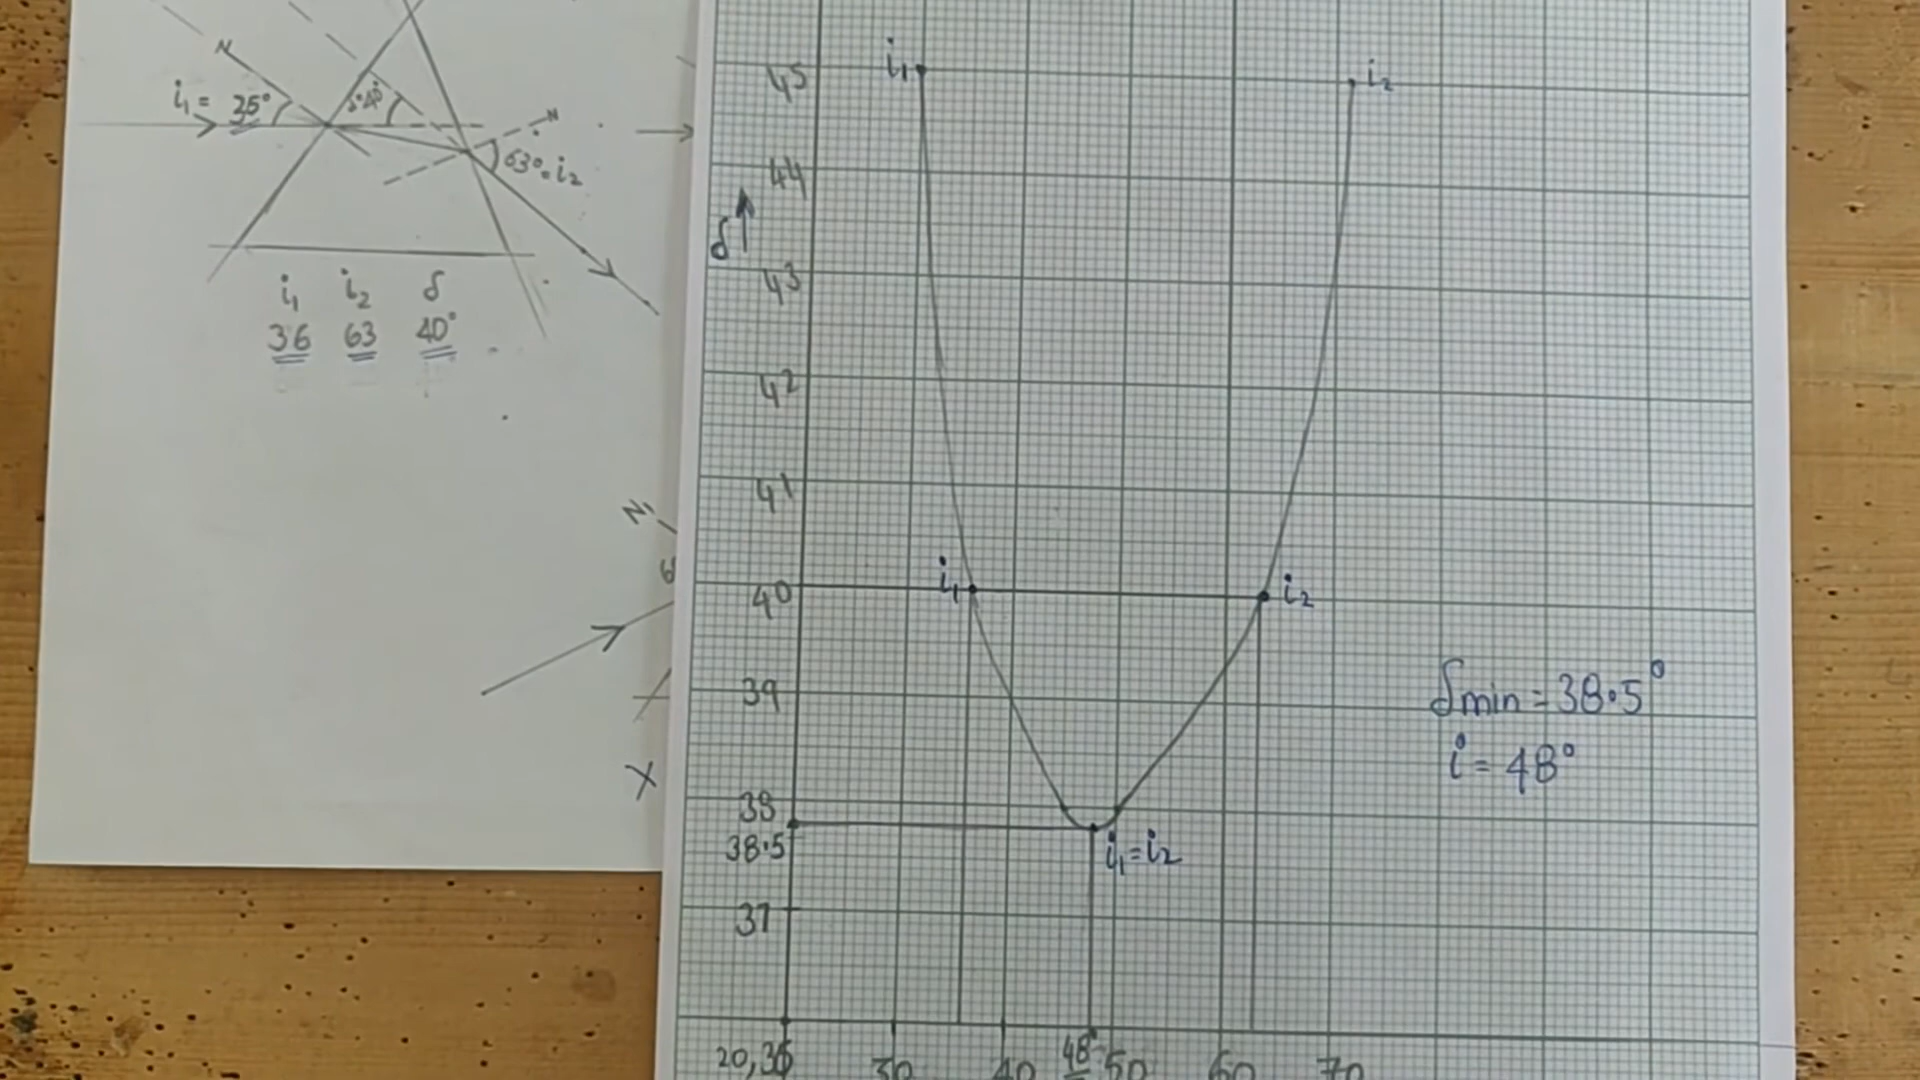 N
i₁ = 35°
40°
N
63° = i₂
i₁ i₂ δ
36 63 40°
N
X
δ ↑
45
44
43
42
41
40
39
38
38.5
37
i₁
i₂
i₁
i₂
i₁ = i₂
δmin = 38.5°
i = 48°
30 40 48° 50 60 70